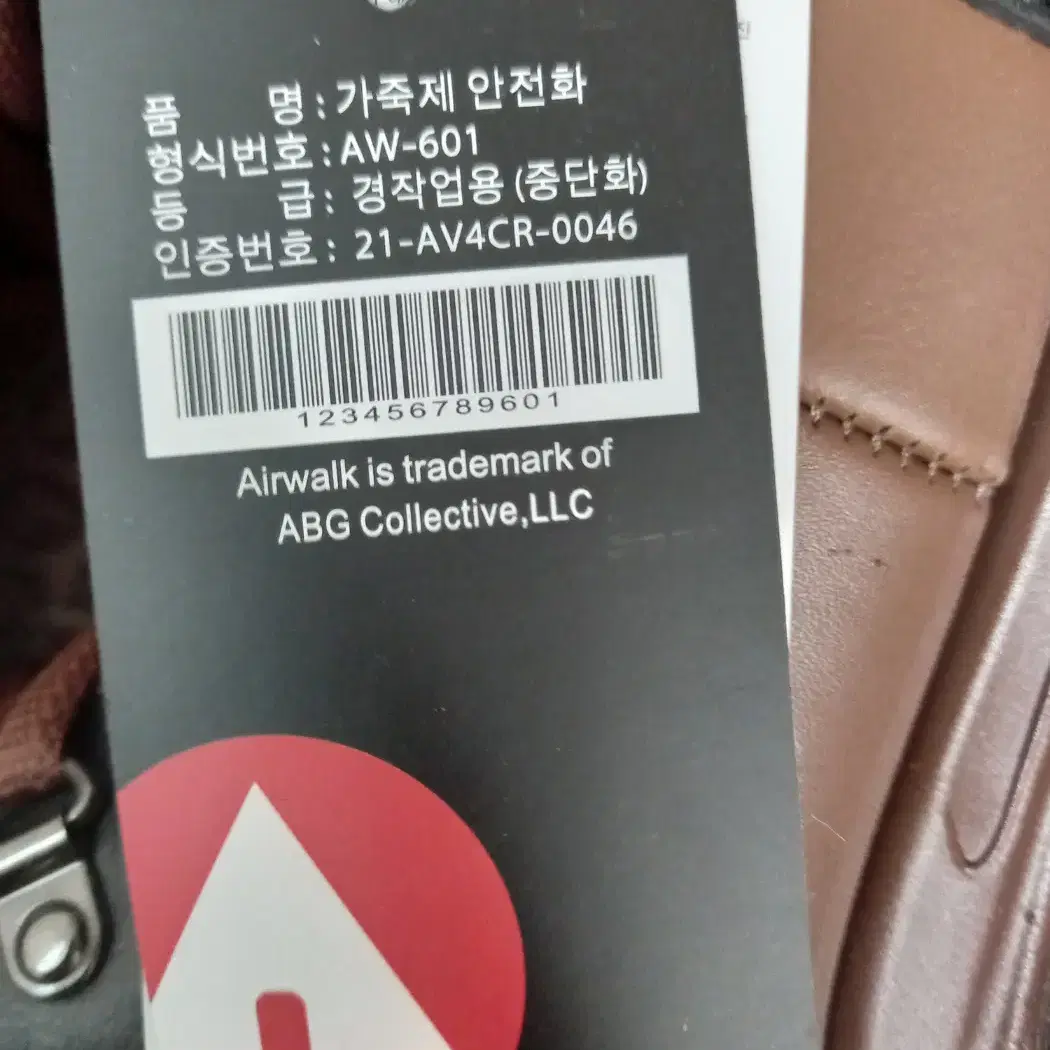 품 명 : 가죽제 안전화
형식번호 : AW-601
등 급 : 경작업용 (중단화)
인증번호 : 21-AV4CR-0046
123456789601
Airwalk is trademark of
ABG Collective,LLC